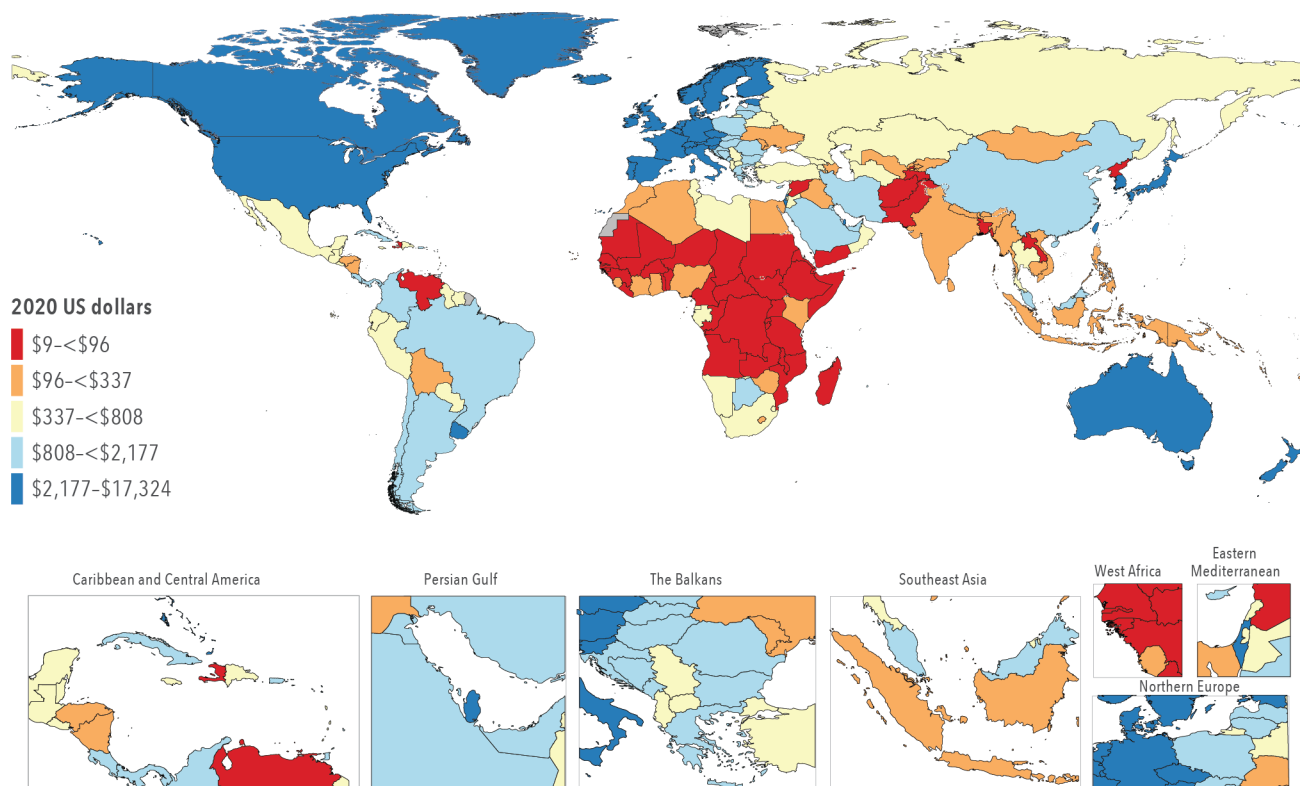 2020 US dollars
$9–<$96
$96–<$337
$337–<$808
$808–<$2,177
$2,177–$17,324
Caribbean and Central America
Persian Gulf
The Balkans
Southeast Asia
West Africa
Eastern
Mediterranean
Northern Europe